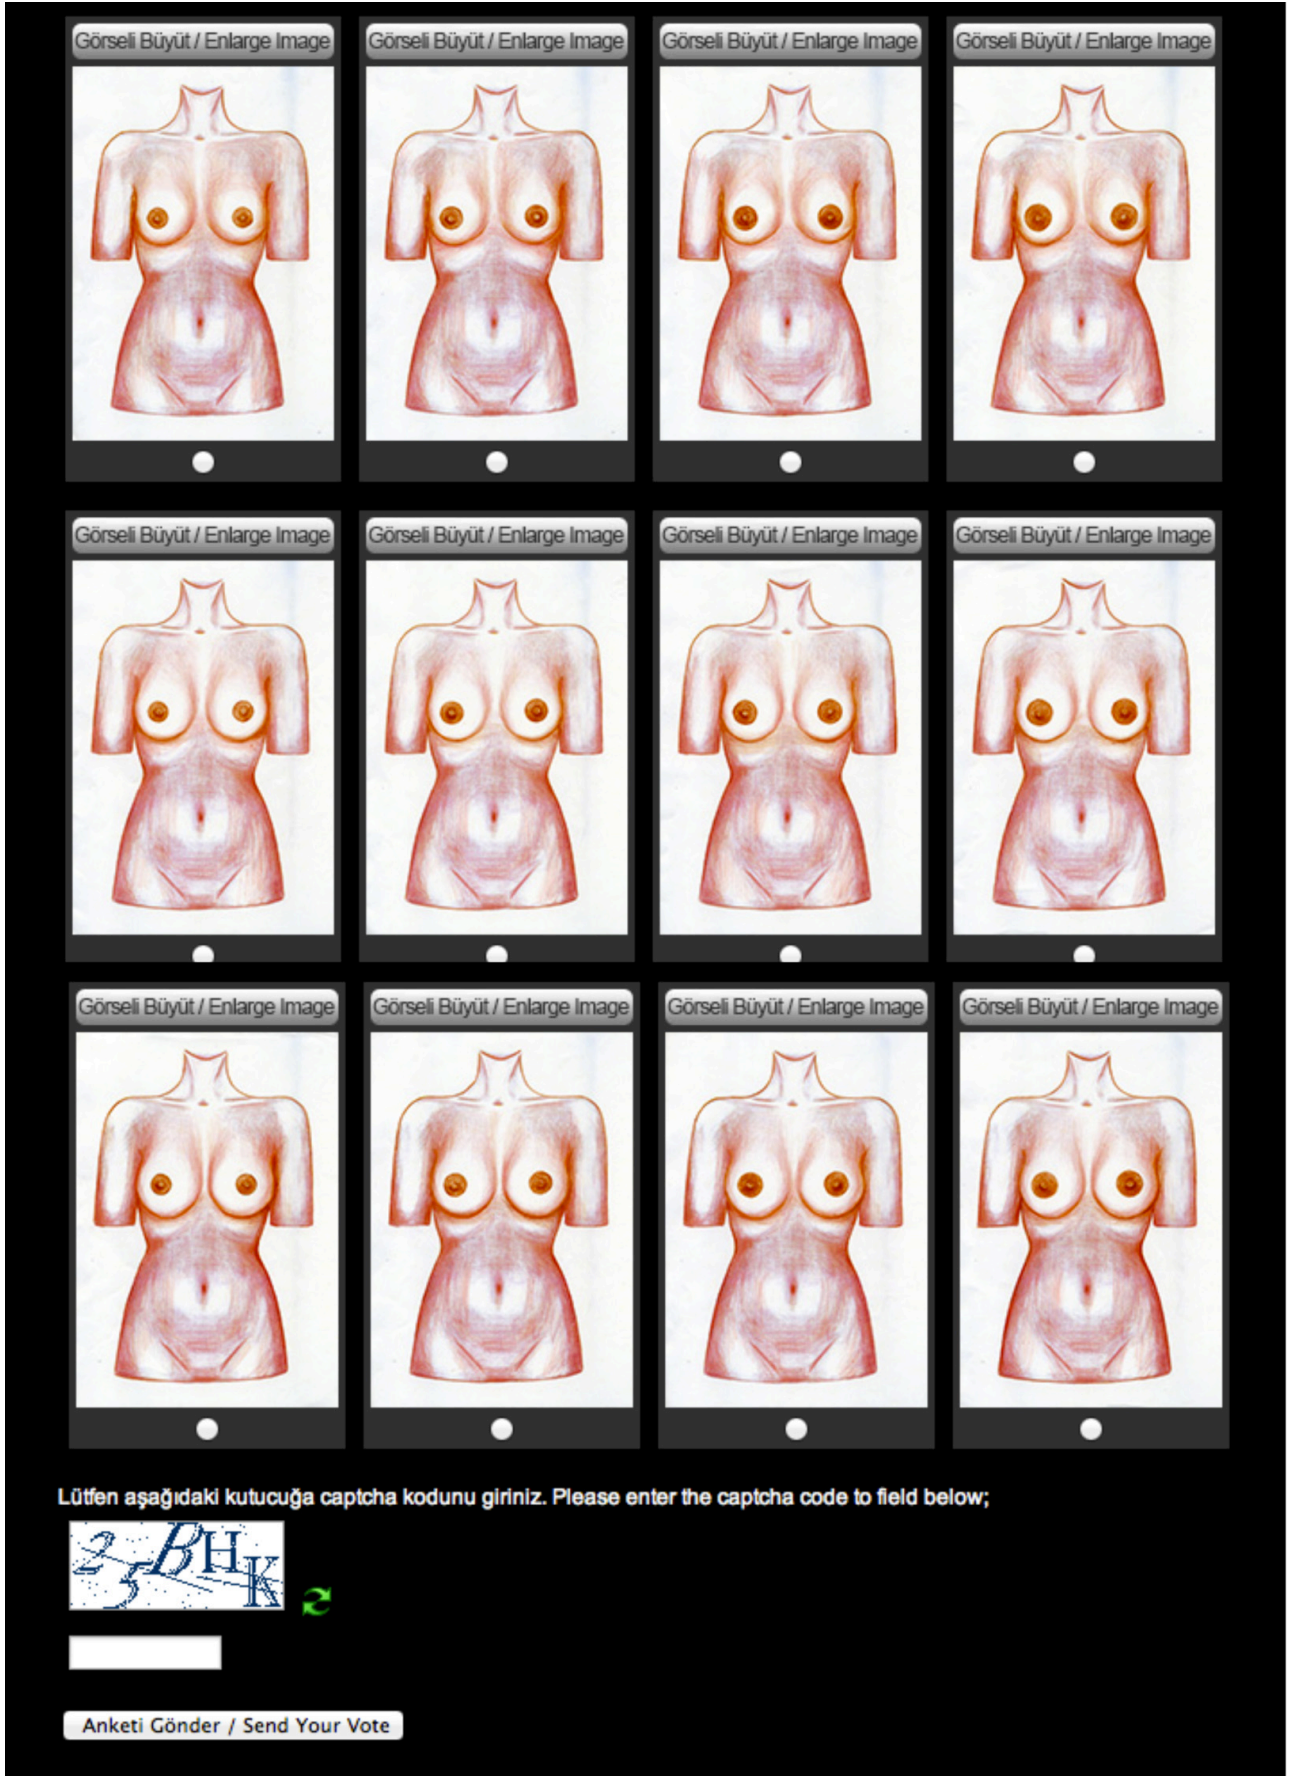 Görseli Büyüt / Enlarge Image Görseli Büyüt / Enlarge Image Görseli Büyüt / Enlarge Image Görseli Büyüt / Enlarge Image
Görseli Büyüt / Enlarge Image Görseli Büyüt / Enlarge Image Görseli Büyüt / Enlarge Image Görseli Büyüt / Enlarge Image
Görseli Büyüt / Enlarge Image Görseli Büyüt / Enlarge Image Görseli Büyüt / Enlarge Image Görseli Büyüt / Enlarge Image
Lütfen aşağıdaki kutucuğa captcha kodunu giriniz. Please enter the captcha code to field below;
25BHK
Anketi Gönder / Send Your Vote